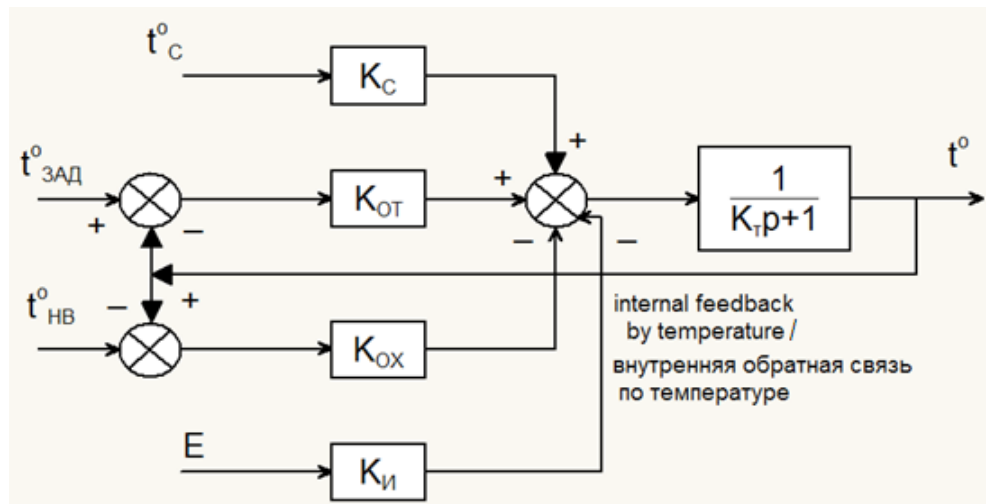 t°C
KC
+
t°ЗАД
+
–
KОТ
+
–
–
1
Kтp+1
t°
–
+
t°НВ
KОХ
internal feedback
by temperature /
внутренняя обратная связь
по температуре
E
KИ